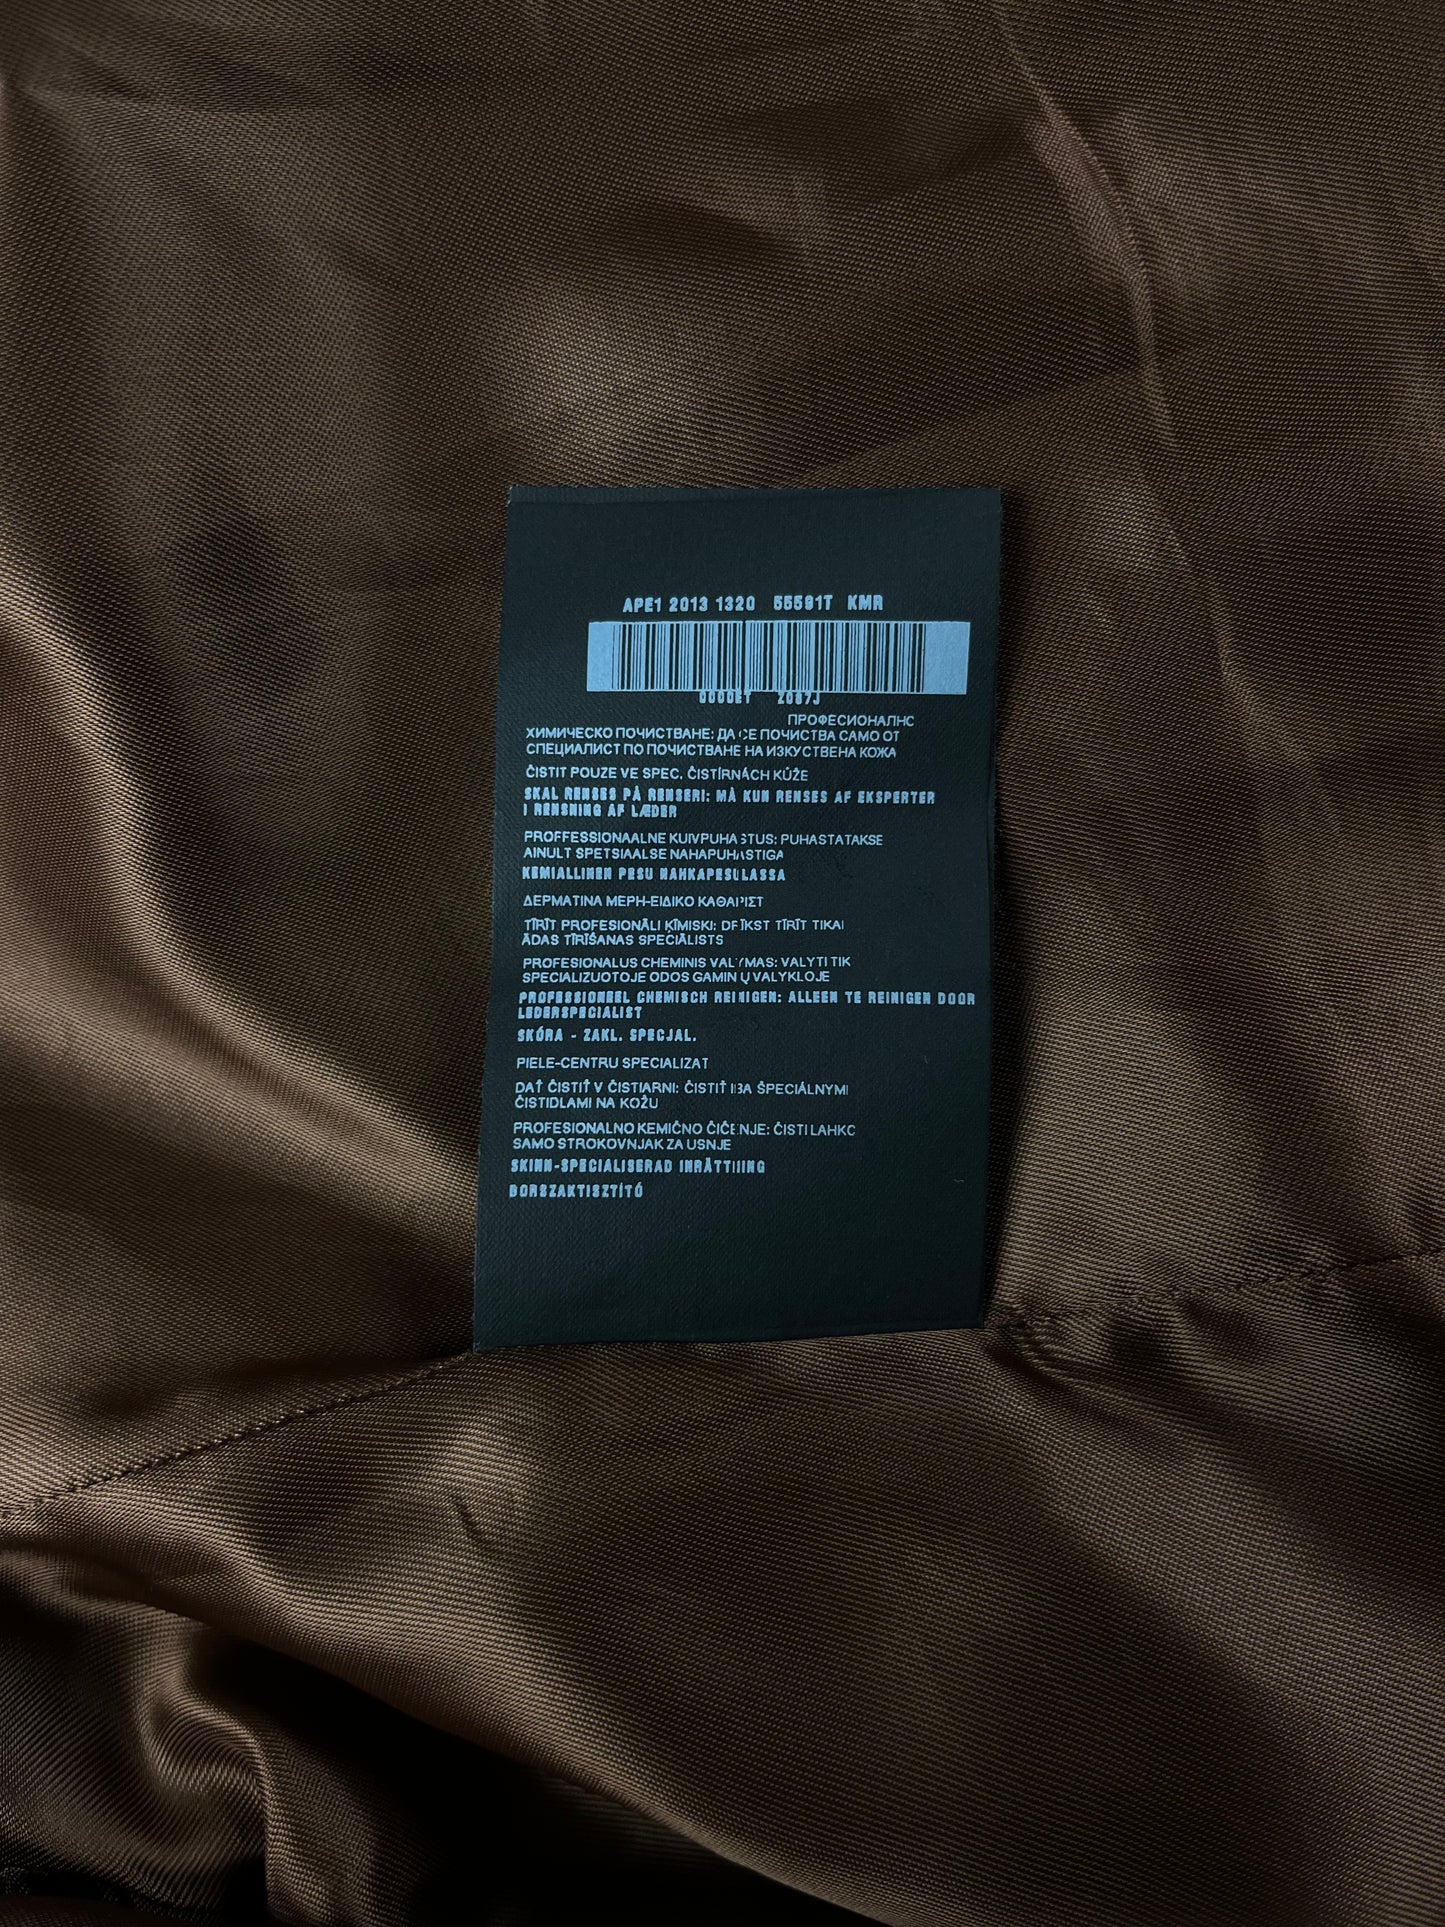 APE1 2013 1320 55591T KMR
0000ET Z087J
ПРОФЕСИОНАЛНО
ХИМИЧЕСКО ПОЧИСТВАНЕ: ДА СЕ ПОЧИСТВА САМО ОТ
СПЕЦИАЛИСТ ПО ПОЧИСТВАНЕ НА ИЗКУСТВЕНА КОЖА
ČISTIT POUZE VE SPEC. ČISTÍRNÁCH KŮŽE
SKAL RENSES PÅ RENSERI: MÅ KUN RENSES AF EKSPERTER
I RENSNING AF LÆDER
PROFFESSIONAALNE KUIVPUHASTUS: PUHASTATAKSE
AINULT SPETSIAALSE NAHAPUHASTIGA
KEMIALLINEN PESU NAHKAPESULASSA
ΔΕΡΜΑΤΙΝΑ ΜΕΡΗ-ΕΙΔΙΚΟ ΚΑΘΑΡΙΣΤ
TĪRĪT PROFESIONĀLI ĶĪMISKI: DRĪKST TĪRĪT TIKAI
ĀDAS TĪRĪŠANAS SPECIĀLISTS
PROFESIONALUS CHEMINIS VALYMAS: VALYTI TIK
SPECIALIZUOTOJE ODOS GAMINŲ VALYKLOJE
PROFESSIONEEL CHEMISCH REINIGEN: ALLEEN TE REINIGEN DOOR
LEDERSPECIALIST
SKÓRA - ZAKL. SPECJAL.
PIELE-CENTRU SPECIALIZAT
DAŤ ČISTIŤ V ČISTIARNI: ČISTIŤ IBA ŠPECIÁLNYMI
ČISTIDLAMI NA KOŽU
PROFESIONALNO KEMIČNO ČIČENJE: ČISTI LAHKO
SAMO STROKOVNJAK ZA USNJE
SKINN-SPECIALISERAD INRÄTTNING
BORSZAKTISZTÍTÓ